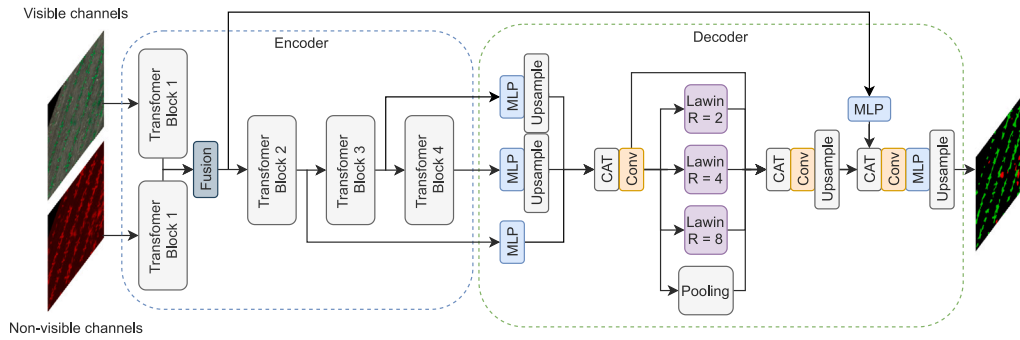 Visible channels
Encoder
Decoder
Transfomer
Block 1
Transfomer
Block 1
Fusion
Transfomer
Block 2
Transfomer
Block 3
Transfomer
Block 4
MLP
Upsample
MLP
Upsample
MLP
CAT
Conv
Lawin
R = 2
Lawin
R = 4
Lawin
R = 8
Pooling
CAT
Conv
Upsample
MLP
CAT
Conv
MLP
Upsample
Non-visible channels